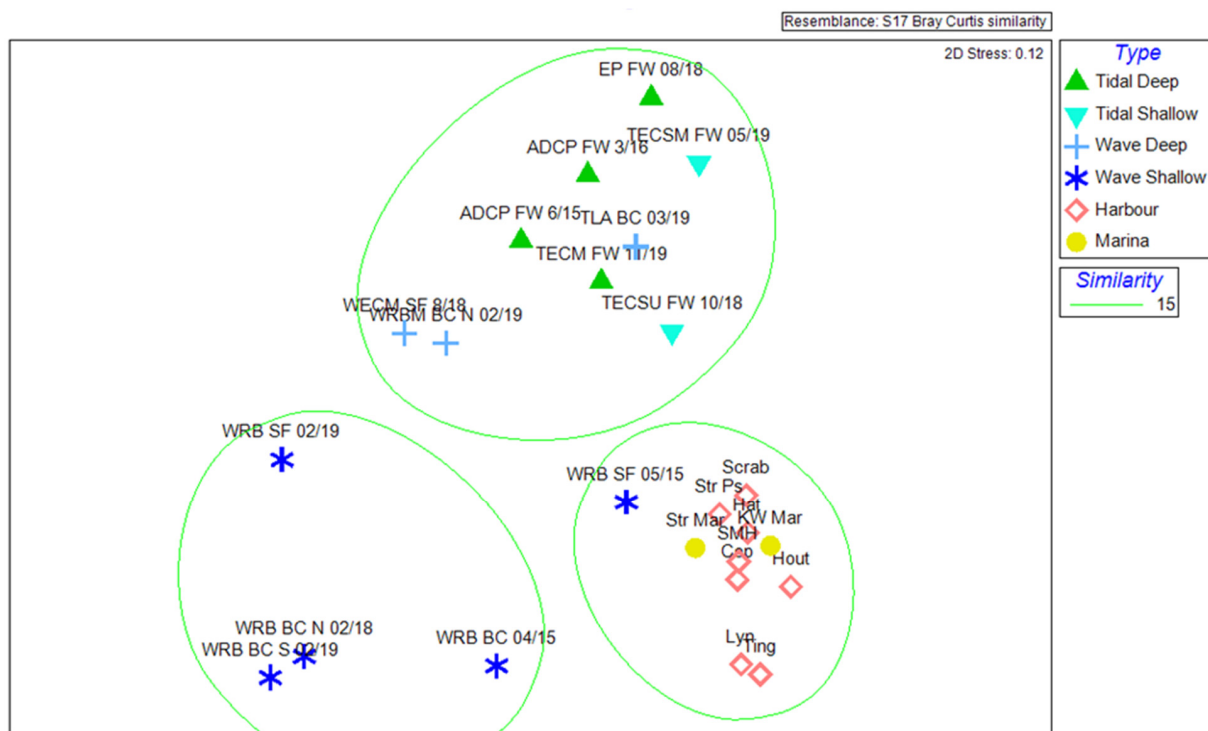 Resemblance: S17 Bray Curtis similarity
2D Stress: 0.12
Type
Tidal Deep
Tidal Shallow
Wave Deep
Wave Shallow
Harbour
Marina
Similarity
15
EP FW 08/18
TECSM FW 05/19
ADCP FW 3/16
ADCP FW 6/15
TLA BC 03/19
TECM FW 11/19
TECSU FW 10/18
WECM SF 8/18
WRBM BC N 02/19
WRB SF 02/19
WRB SF 05/15
Scrab
Str Ps
Hat
Str Mar
KW Mar
SMH
Cop
Hout
WRB BC N 02/18
WRB BC S 02/19
WRB BC 04/15
Lyn
Ting